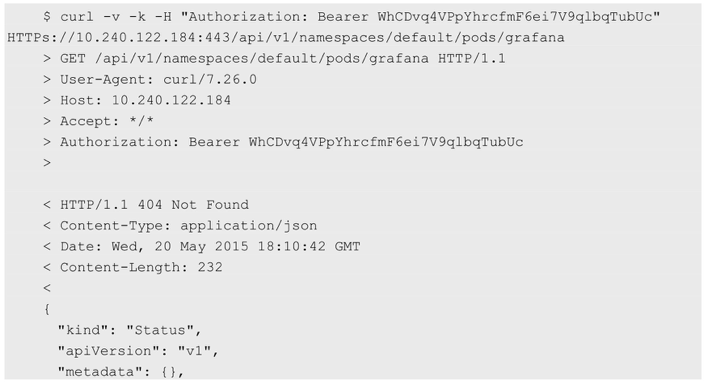 $ curl -v -k -H "Authorization: Bearer WhCDvq4VPpYhrcfmF6ei7V9qlbqTubUc"
HTTPs://10.240.122.184:443/api/v1/namespaces/default/pods/grafana
> GET /api/v1/namespaces/default/pods/grafana HTTP/1.1
> User-Agent: curl/7.26.0
> Host: 10.240.122.184
> Accept: */*
> Authorization: Bearer WhCDvq4VPpYhrcfmF6ei7V9qlbqTubUc
>
< HTTP/1.1 404 Not Found
< Content-Type: application/json
< Date: Wed, 20 May 2015 18:10:42 GMT
< Content-Length: 232
<
{
"kind": "Status",
"apiVersion": "v1",
"metadata": {},